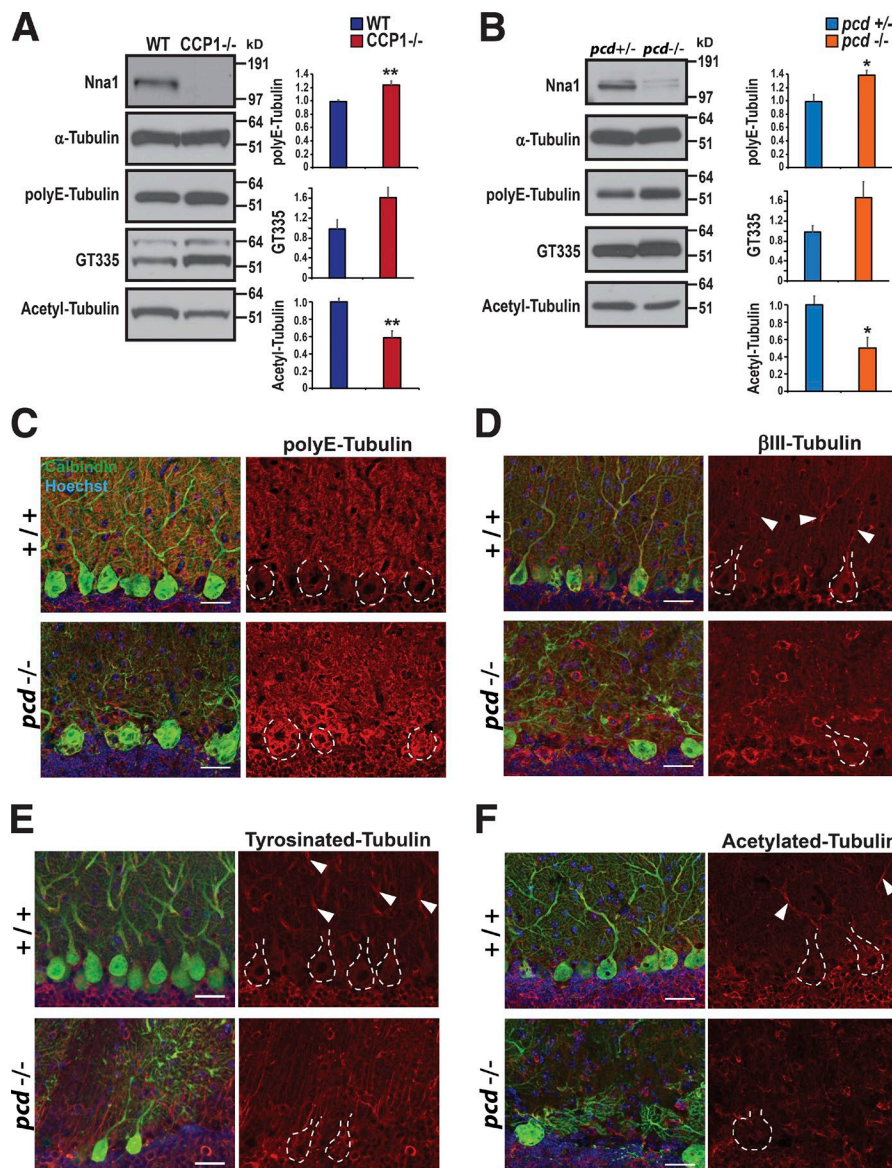 A
WT CCP1-/- kD
Nna1
191
97
α-Tubulin
64
51
polyE-Tubulin
64
51
GT335
64
51
Acetyl-Tubulin
64
51
WT
CCP1-/-
polyE-Tubulin
1.4
1.2
1.0
0.8
0.6
0.4
0.2
0
**
GT335
1.6
1.2
0.8
0.4
0
Acetyl-Tubulin
1.0
0.8
0.6
0.4
0.2
0.0
**
B
pcd+/- pcd-/- kD
Nna1
191
97
α-Tubulin
64
51
polyE-Tubulin
64
51
GT335
64
51
Acetyl-Tubulin
64
51
pcd +/-
pcd -/-
polyE-Tubulin
1.4
1.2
1.0
0.8
0.6
0.4
0.2
0
*
GT335
1.6
1.2
0.8
0.4
0
Acetyl-Tubulin
1.0
0.8
0.6
0.4
0.2
0
*
C
polyE-Tubulin
Calbindin
Hoechst
+/+
pcd -/-
D
βIII-Tubulin
+/+
pcd -/-
E
Tyrosinated-Tubulin
+/+
pcd -/-
F
Acetylated-Tubulin
+/+
pcd -/-